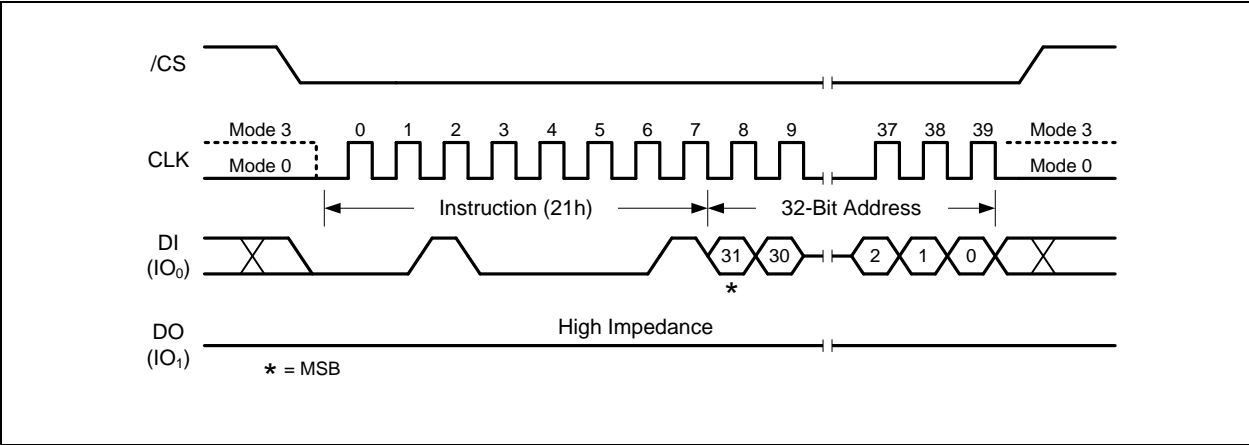 /CS
Mode 3 0 1 2 3 4 5 6 7 8 9 37 38 39 Mode 3
CLK
Mode 0 Mode 0
Instruction (21h) 32-Bit Address
DI
(IO₀)
31 30 2 1 0
*
High Impedance
DO
(IO₁)
* = MSB